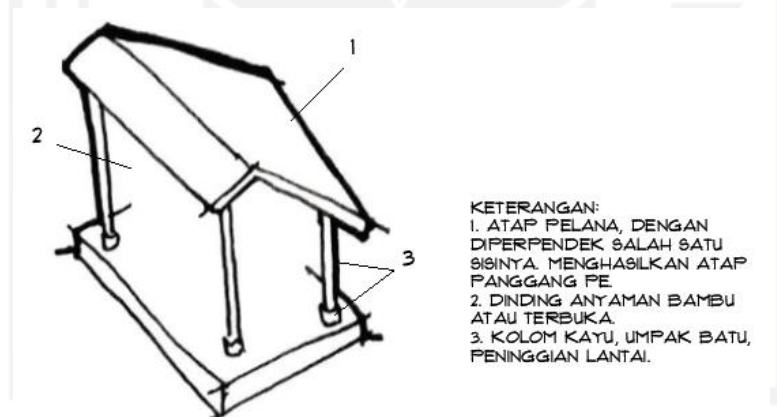 1
2
3
KETERANGAN:
1. ATAP PELANA, DENGAN
DIPERPENDEK SALAH SATU
SISINYA. MENGHASILKAN ATAP
PANGGANG PE.
2. DINDING ANYAMAN BAMBU
ATAU TERBUKA.
3. KOLOM KAYU, UMPAK BATU,
PENINGGIAN LANTAI.